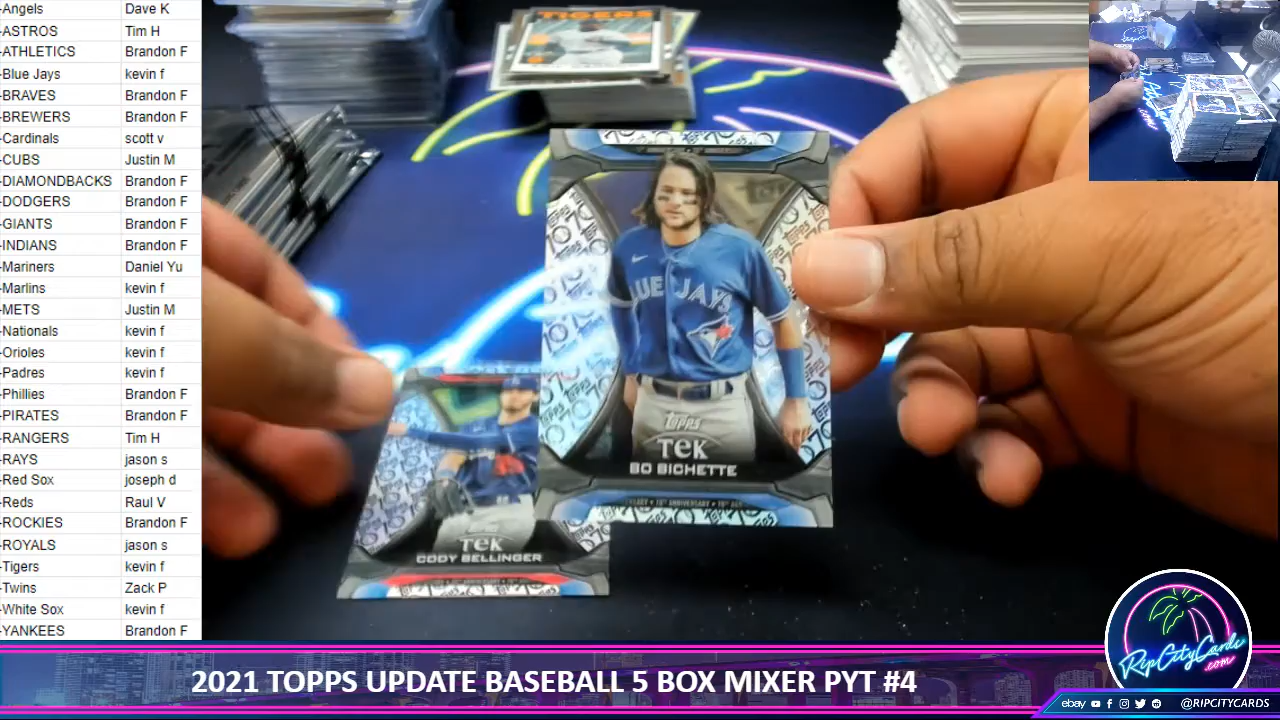 -Angels Dave K
-ASTROS Tim H
-ATHLETICS Brandon F
-Blue Jays kevin f
-BRAVES Brandon F
-BREWERS Brandon F
-Cardinals scott v
-CUBS Justin M
-DIAMONDBACKS Brandon F
-DODGERS Brandon F
-GIANTS Brandon F
-INDIANS Brandon F
-Mariners Daniel Yu
-Marlins kevin f
-METS Justin M
-Nationals kevin f
-Orioles kevin f
-Padres kevin f
-Phillies Brandon F
-PIRATES Brandon F
-RANGERS Tim H
-RAYS jason s
-Red Sox joseph d
-Reds Raul V
-ROCKIES Brandon F
-ROYALS jason s
-Tigers kevin f
-Twins Zack P
-White Sox kevin f
-YANKEES Brandon F
TIGERS
BLUE JAYS
TOPPS
TEK
BO BICHETTE
TEK
CODY BELLINGER
2021 TOPPS UPDATE BASEBALL 5 BOX MIXER PYT #4
RipCityCards
.com
ebay @RIPCITYCARDS